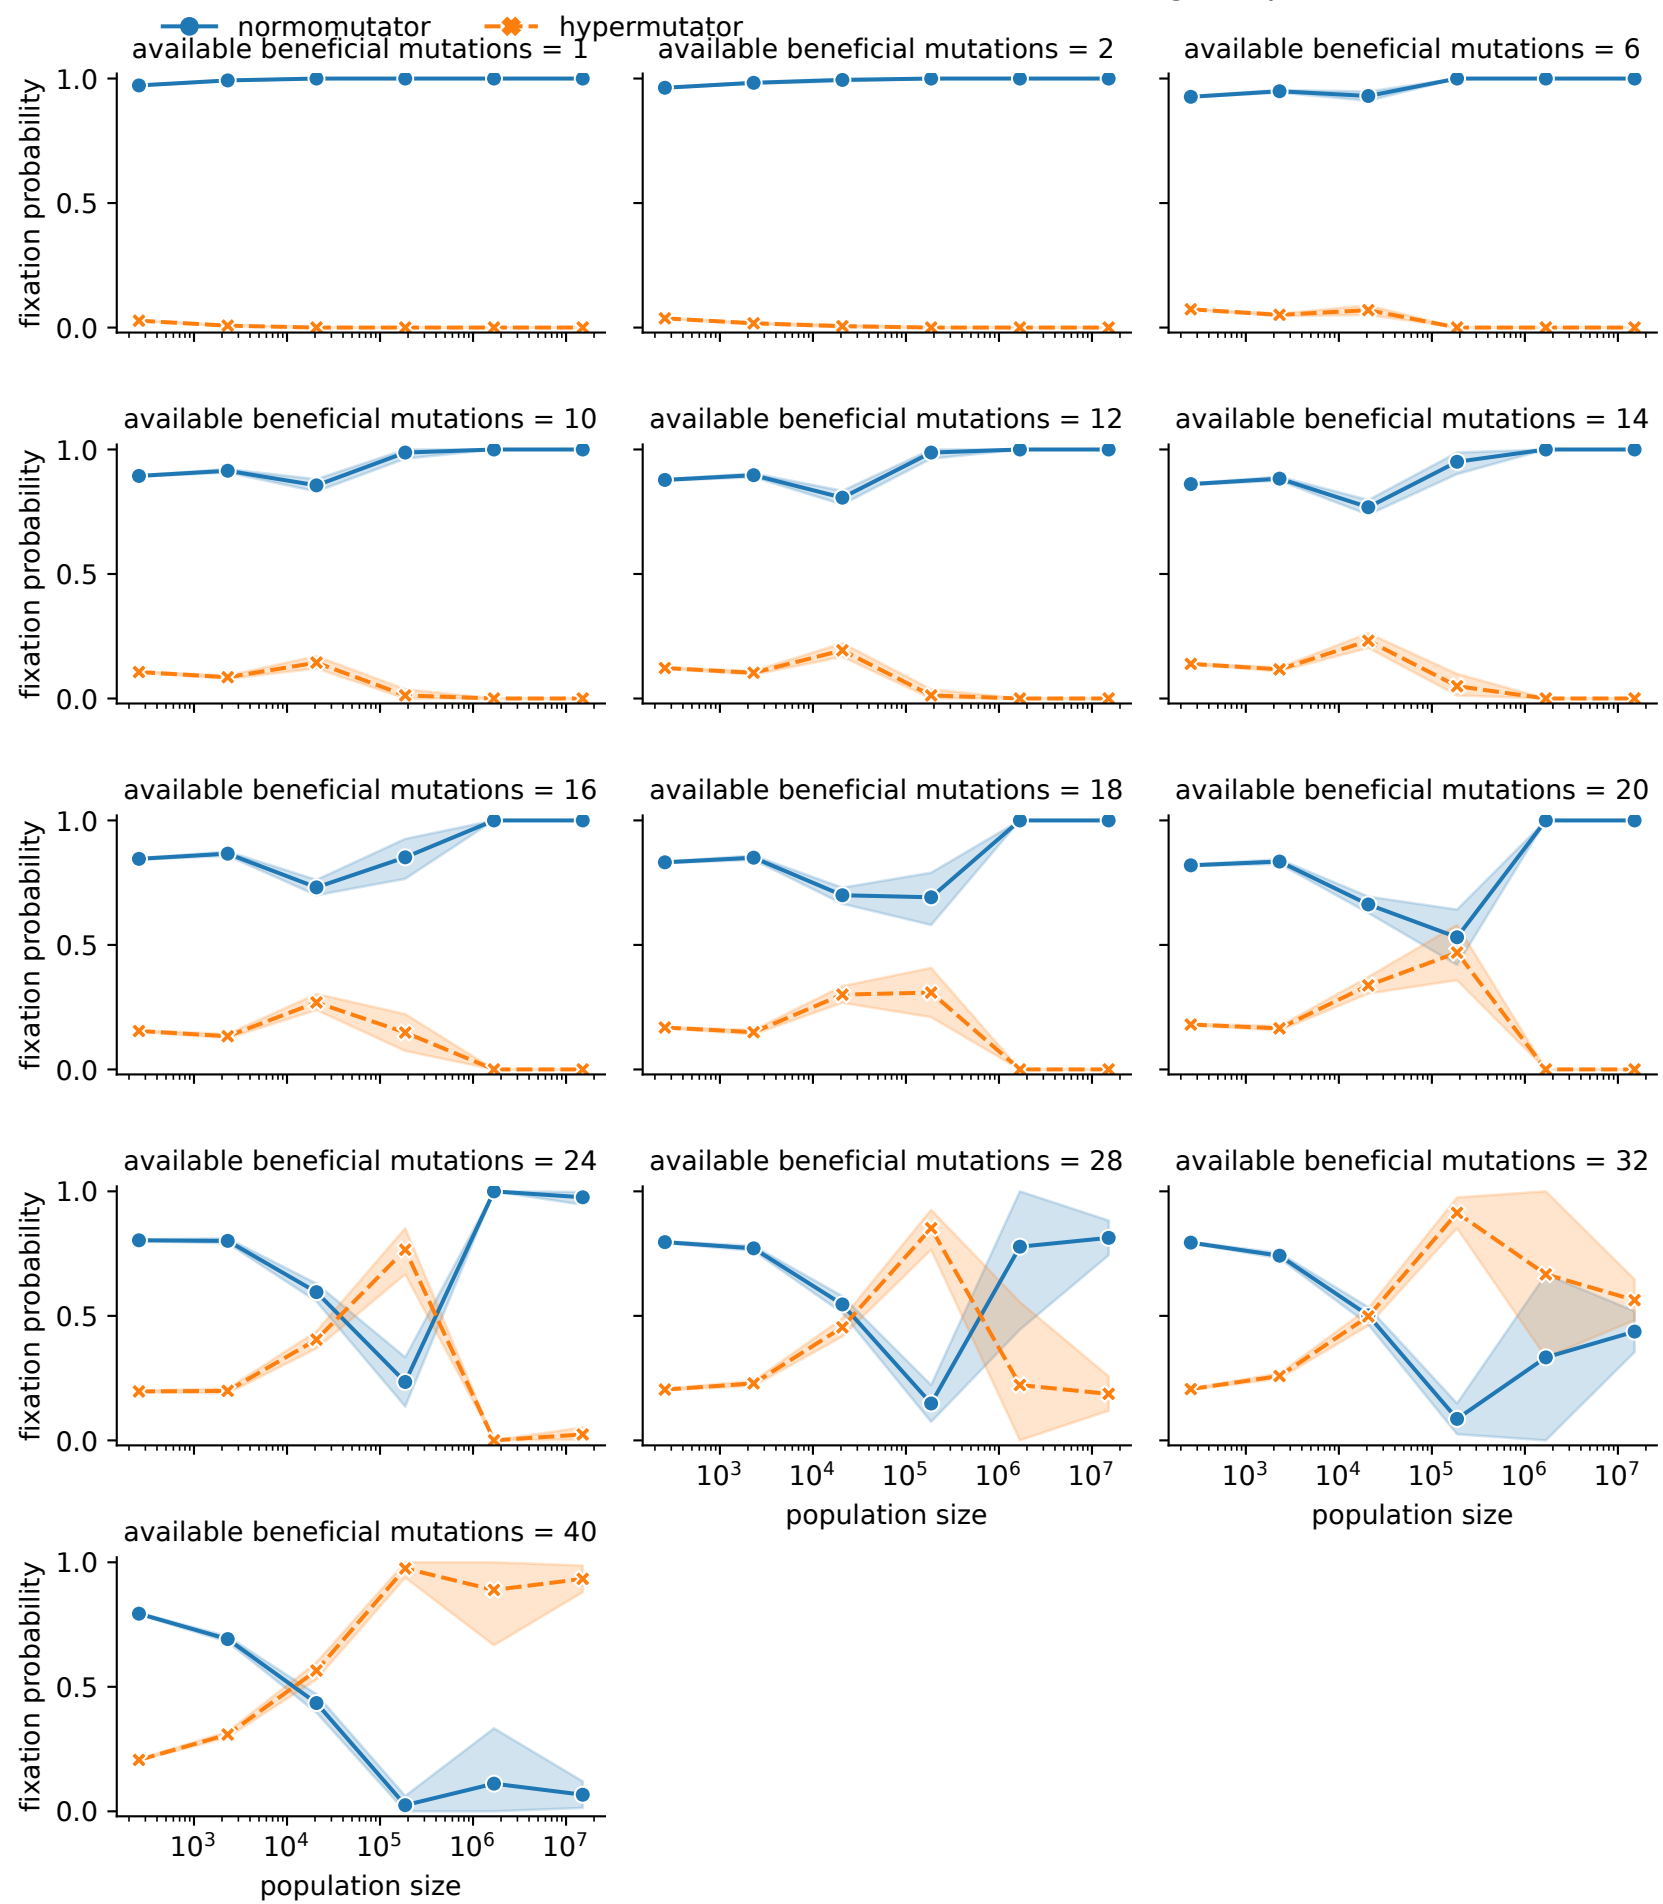 normomutator hypermutator
available beneficial mutations = 1 available beneficial mutations = 2 available beneficial mutations = 6
1.0
0.5
0.0
fixation probability
available beneficial mutations = 10 available beneficial mutations = 12 available beneficial mutations = 14
1.0
0.5
0.0
fixation probability
available beneficial mutations = 16 available beneficial mutations = 18 available beneficial mutations = 20
1.0
0.5
0.0
fixation probability
available beneficial mutations = 24 available beneficial mutations = 28 available beneficial mutations = 32
1.0
0.5
0.0
fixation probability
10³ 10⁴ 10⁵ 10⁶ 10⁷ 10³ 10⁴ 10⁵ 10⁶ 10⁷
population size population size
available beneficial mutations = 40
1.0
0.5
0.0
fixation probability
10³ 10⁴ 10⁵ 10⁶ 10⁷
population size